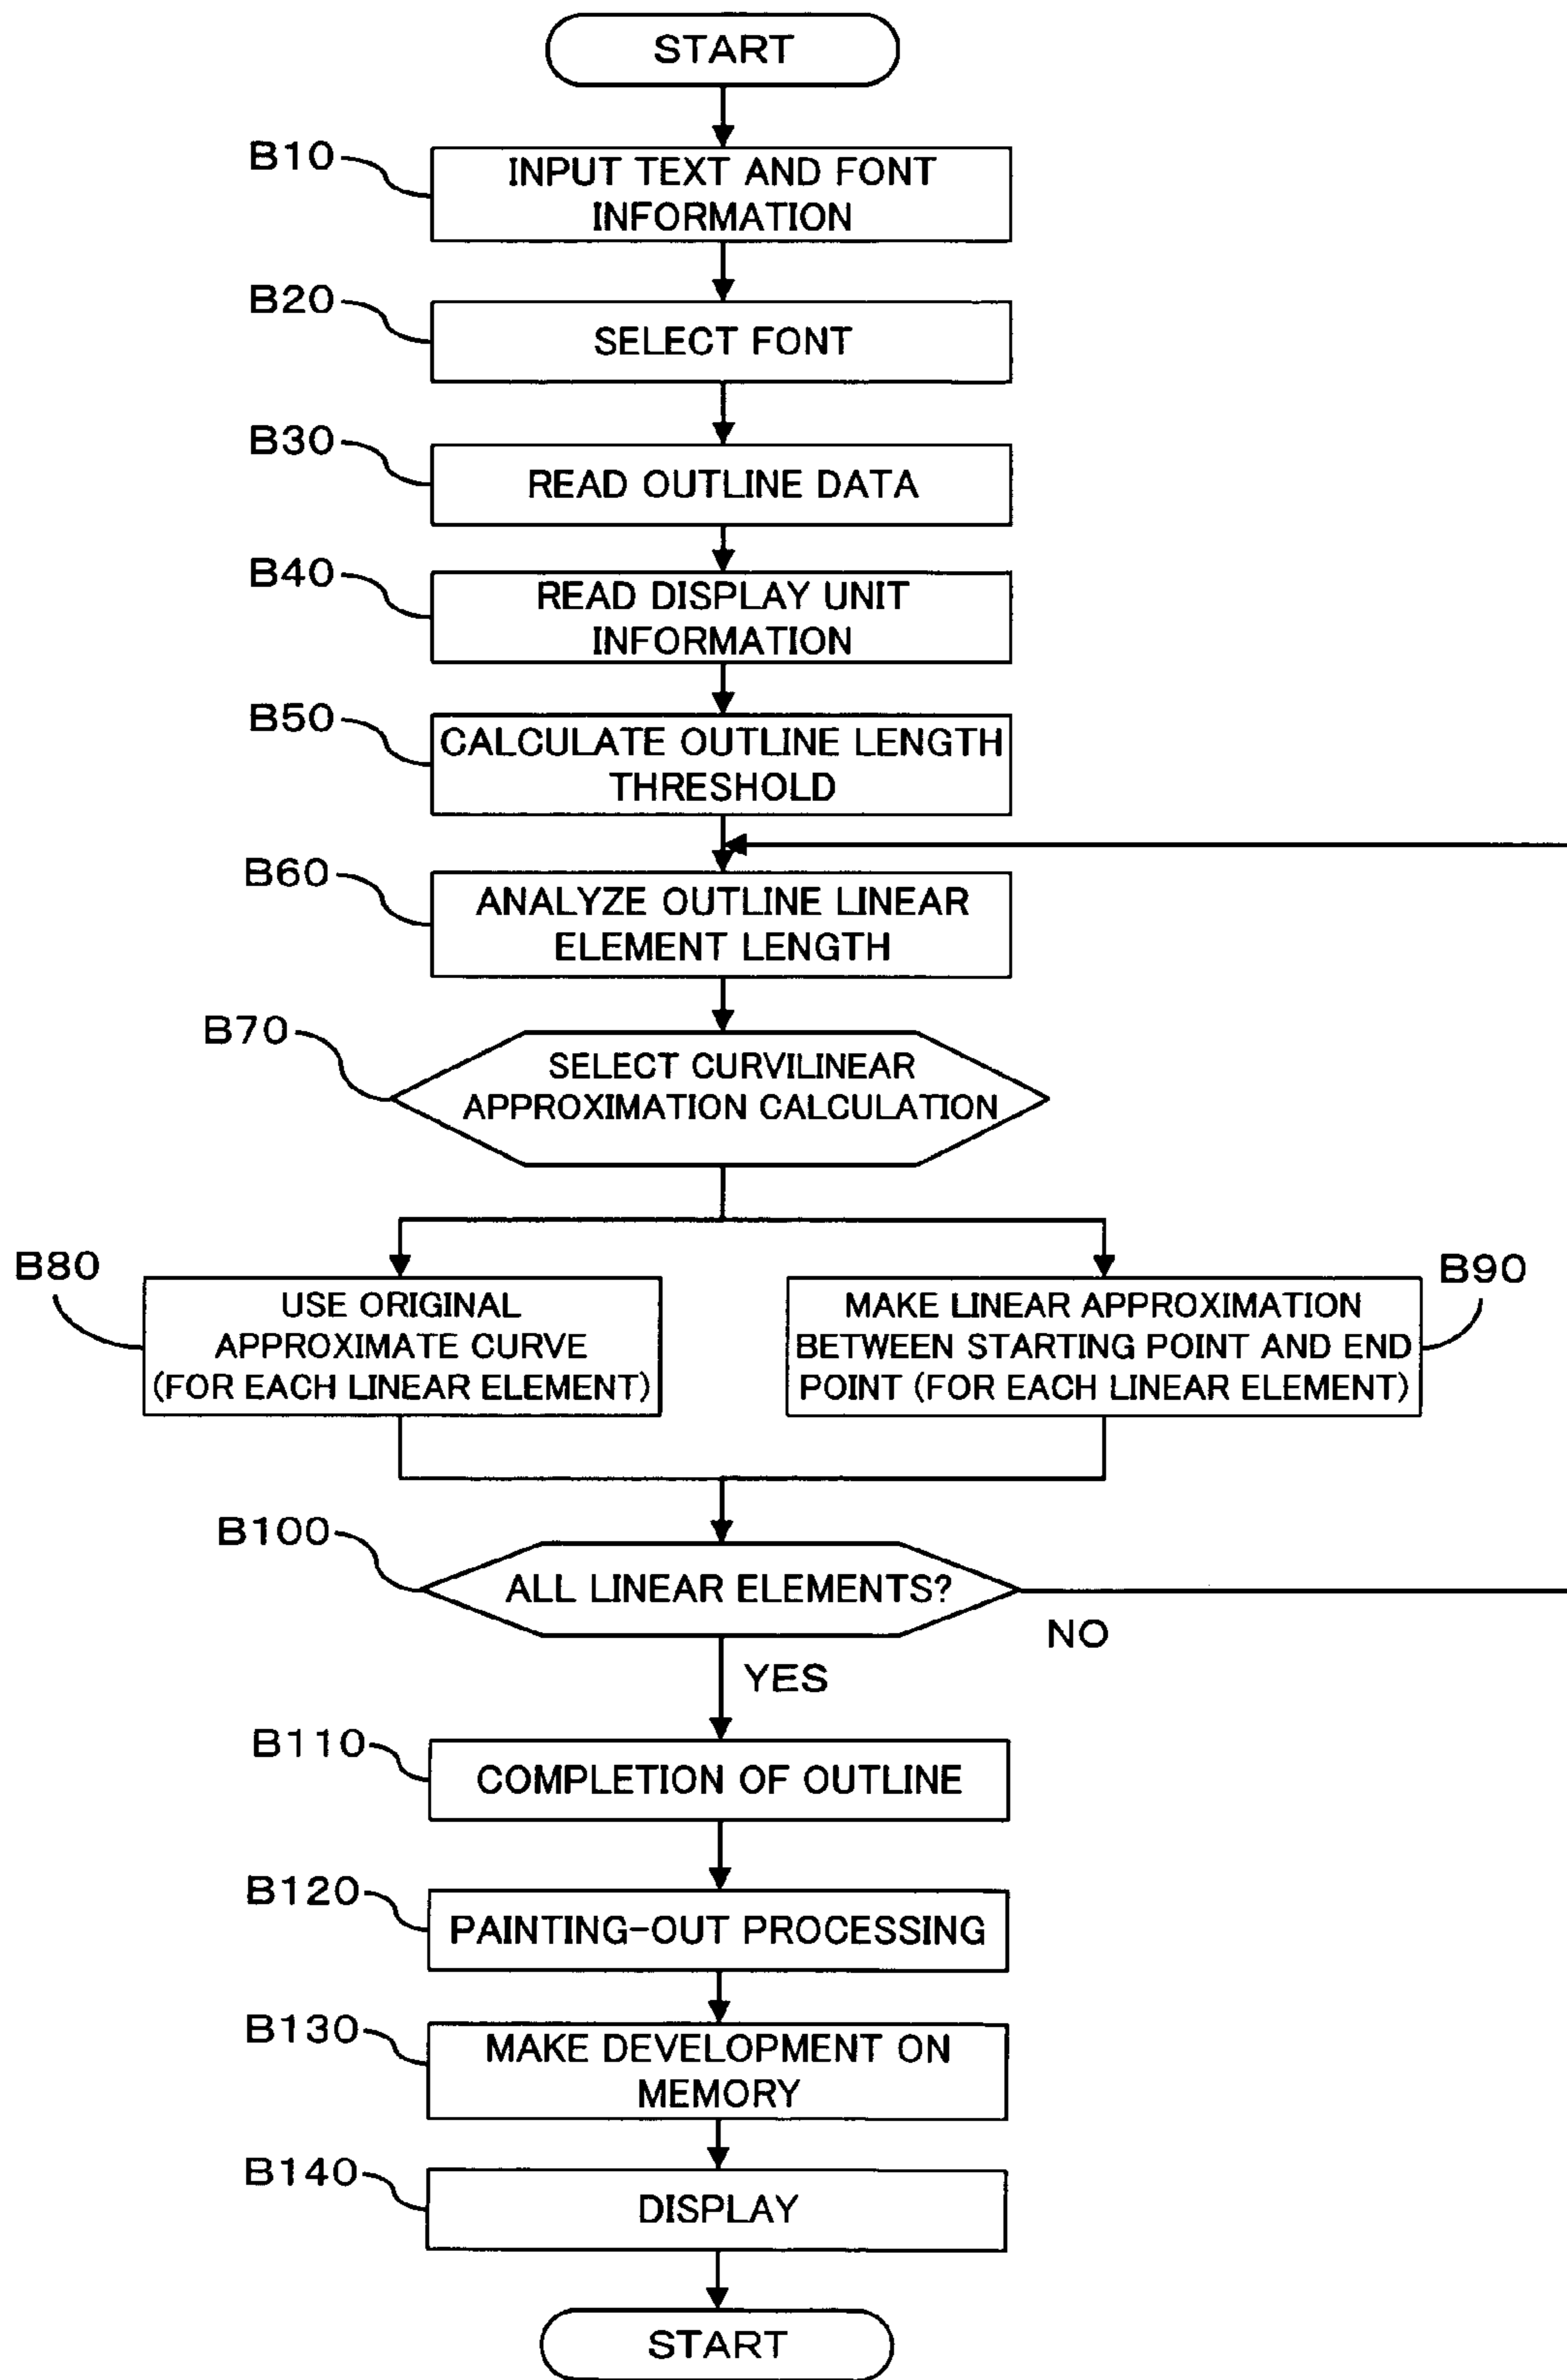 START
B10
INPUT TEXT AND FONT
INFORMATION
B20
SELECT FONT
B30
READ OUTLINE DATA
B40
READ DISPLAY UNIT
INFORMATION
B50
CALCULATE OUTLINE LENGTH
THRESHOLD
B60
ANALYZE OUTLINE LINEAR
ELEMENT LENGTH
B70
SELECT CURVILINEAR
APPROXIMATION CALCULATION
B80
USE ORIGINAL
APPROXIMATE CURVE
(FOR EACH LINEAR ELEMENT)
B90
MAKE LINEAR APPROXIMATION
BETWEEN STARTING POINT AND END
POINT (FOR EACH LINEAR ELEMENT)
B100
ALL LINEAR ELEMENTS?
NO
YES
B110
COMPLETION OF OUTLINE
B120
PAINTING-OUT PROCESSING
B130
MAKE DEVELOPMENT ON
MEMORY
B140
DISPLAY
START